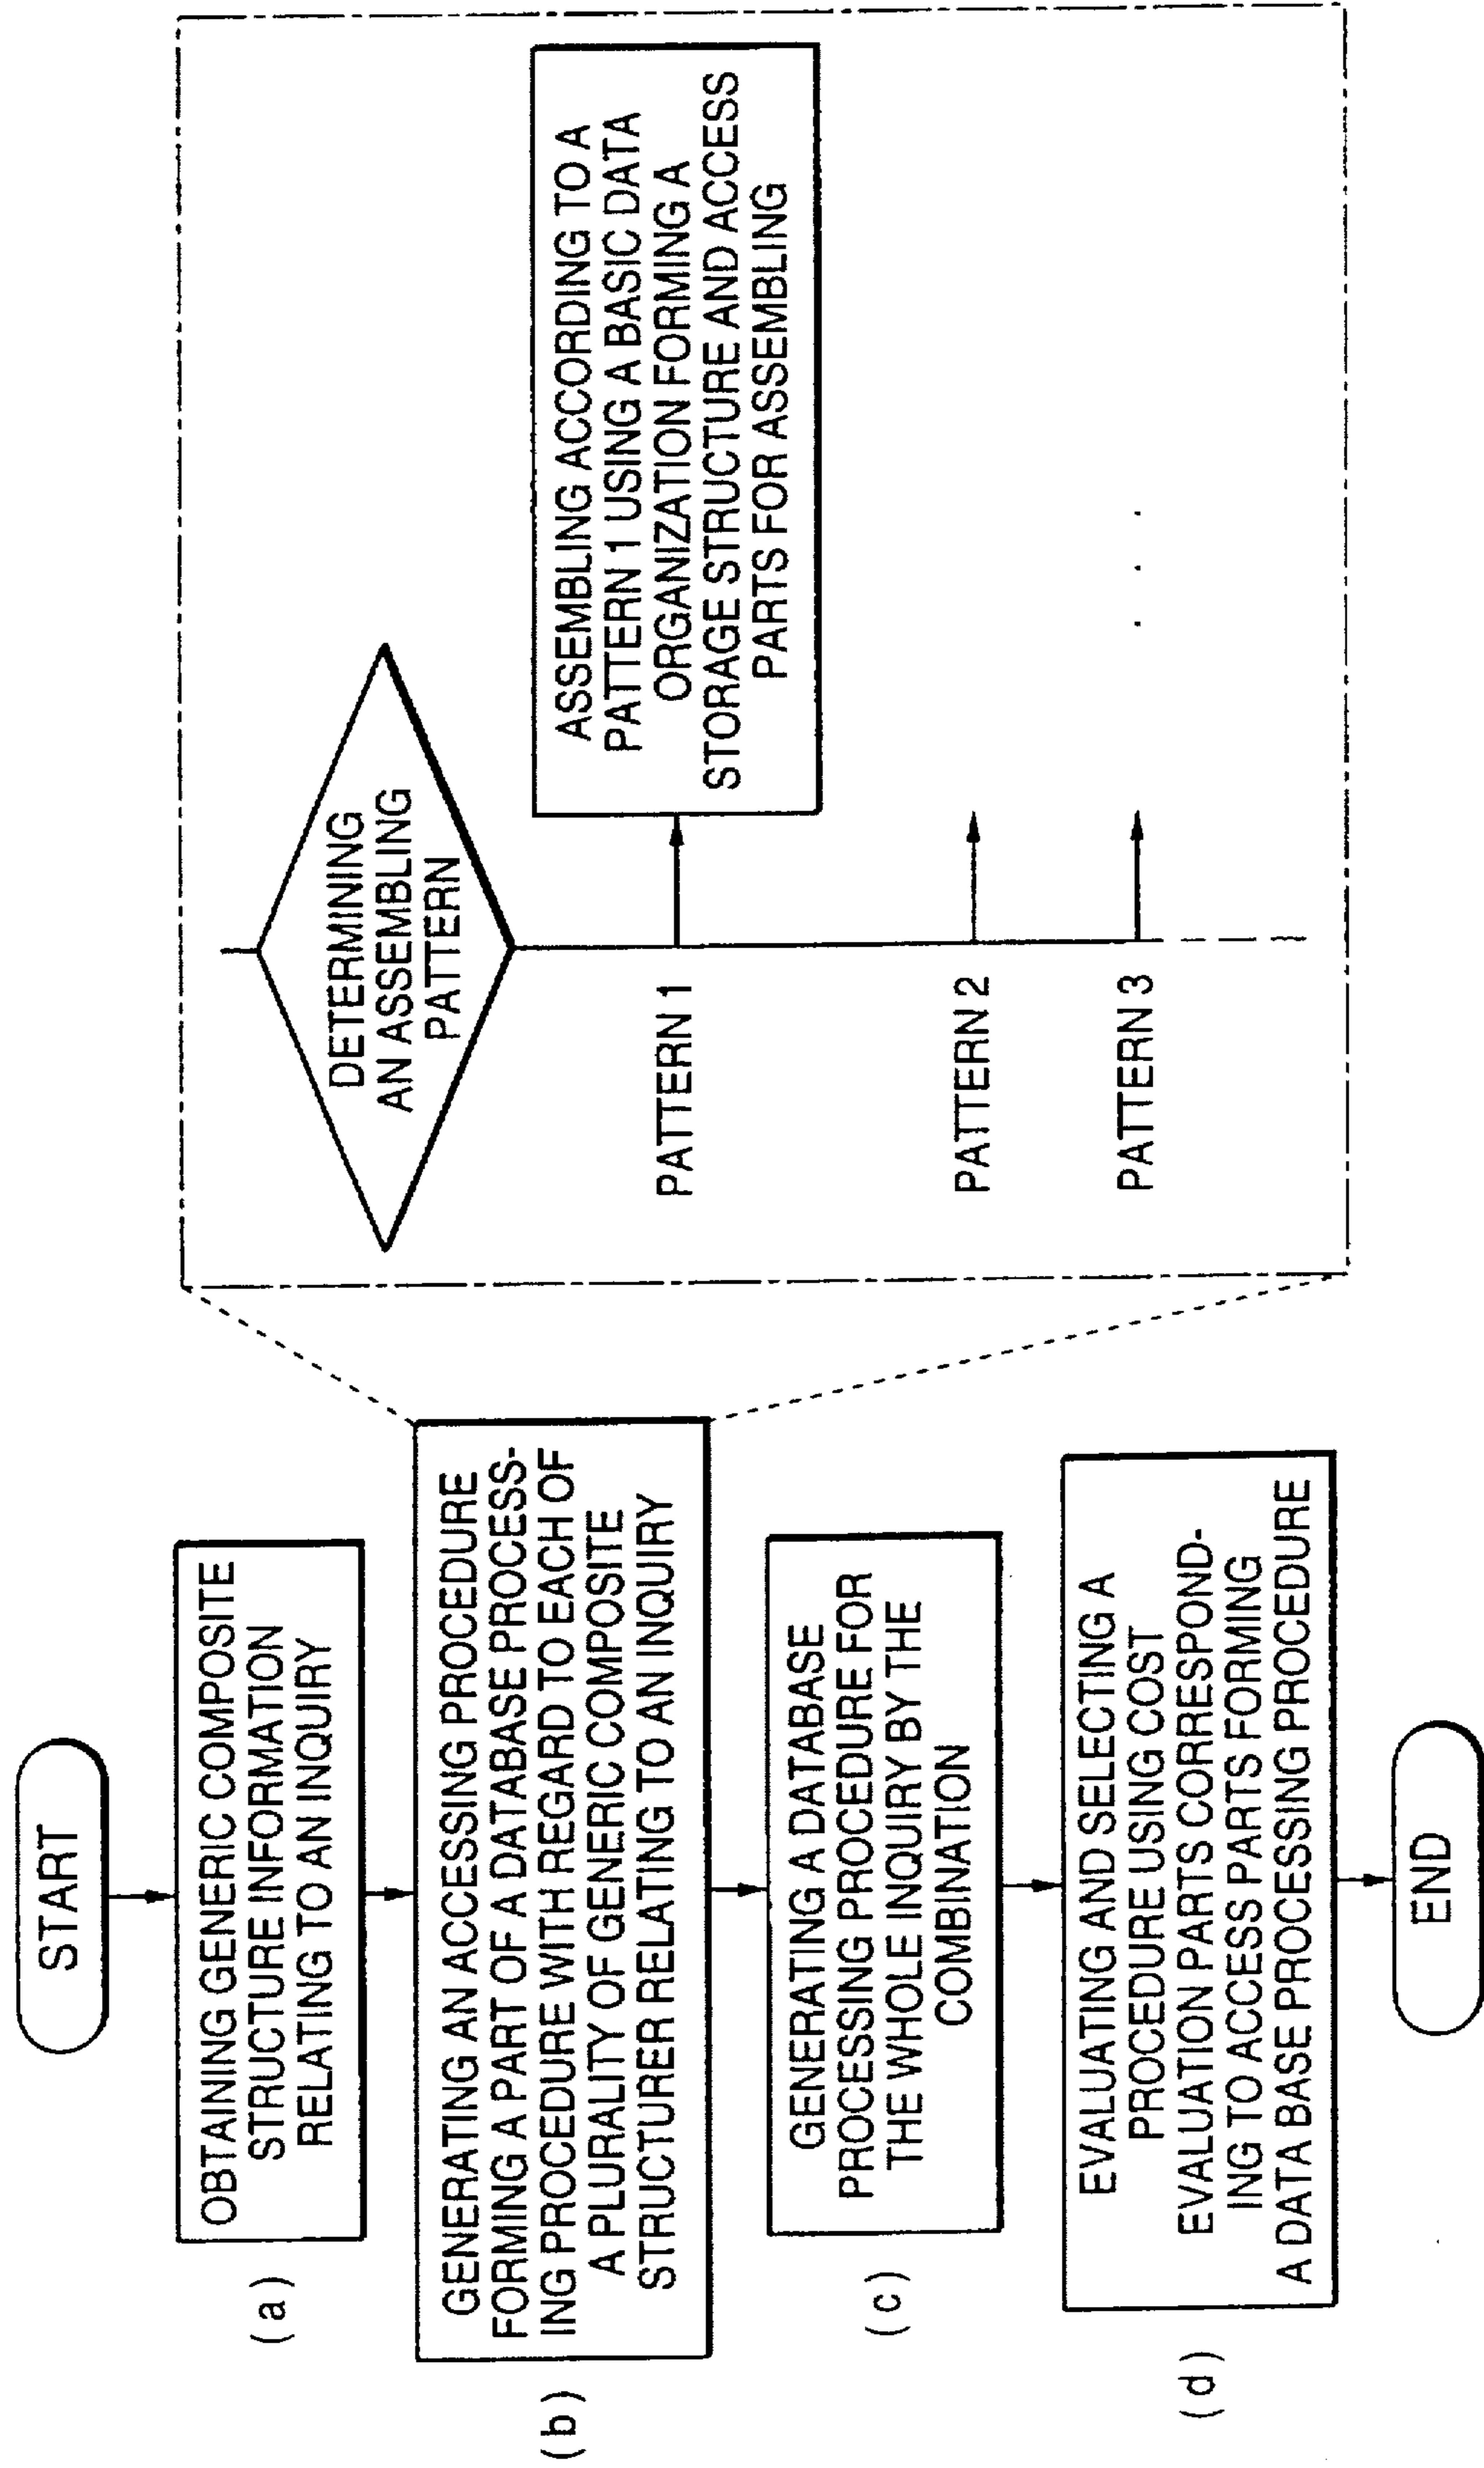 START
(a)
OBTAINING GENERIC COMPOSITE
STRUCTURE INFORMATION
RELATING TO AN INQUIRY
(b)
GENERATING AN ACCESSING PROCEDURE
FORMING A PART OF A DATABASE PROCESS-
ING PROCEDURE WITH REGARD TO EACH OF
A PLURALITY OF GENERIC COMPOSITE
STRUCTURER RELATING TO AN INQUIRY
(c)
GENERATING A DATABASE
PROCESSING PROCEDURE FOR
THE WHOLE INQUIRY BY THE
COMBINATION
(d)
EVALUATING AND SELECTING A
PROCEDURE USING COST
EVALUATION PARTS CORRESPOND-
ING TO ACCESS PARTS FORMING
A DATA BASE PROCESSING PROCEDURE
END
DETERMINING
AN ASSEMBLING
PATTERN
PATTERN 1
ASSEMBLING ACCORDING TO A
PATTERN 1 USING A BASIC DATA
ORGANIZATION FORMING A
STORAGE STRUCTURE AND ACCESS
PARTS FOR ASSEMBLING
PATTERN 2
PATTERN 3
. . .